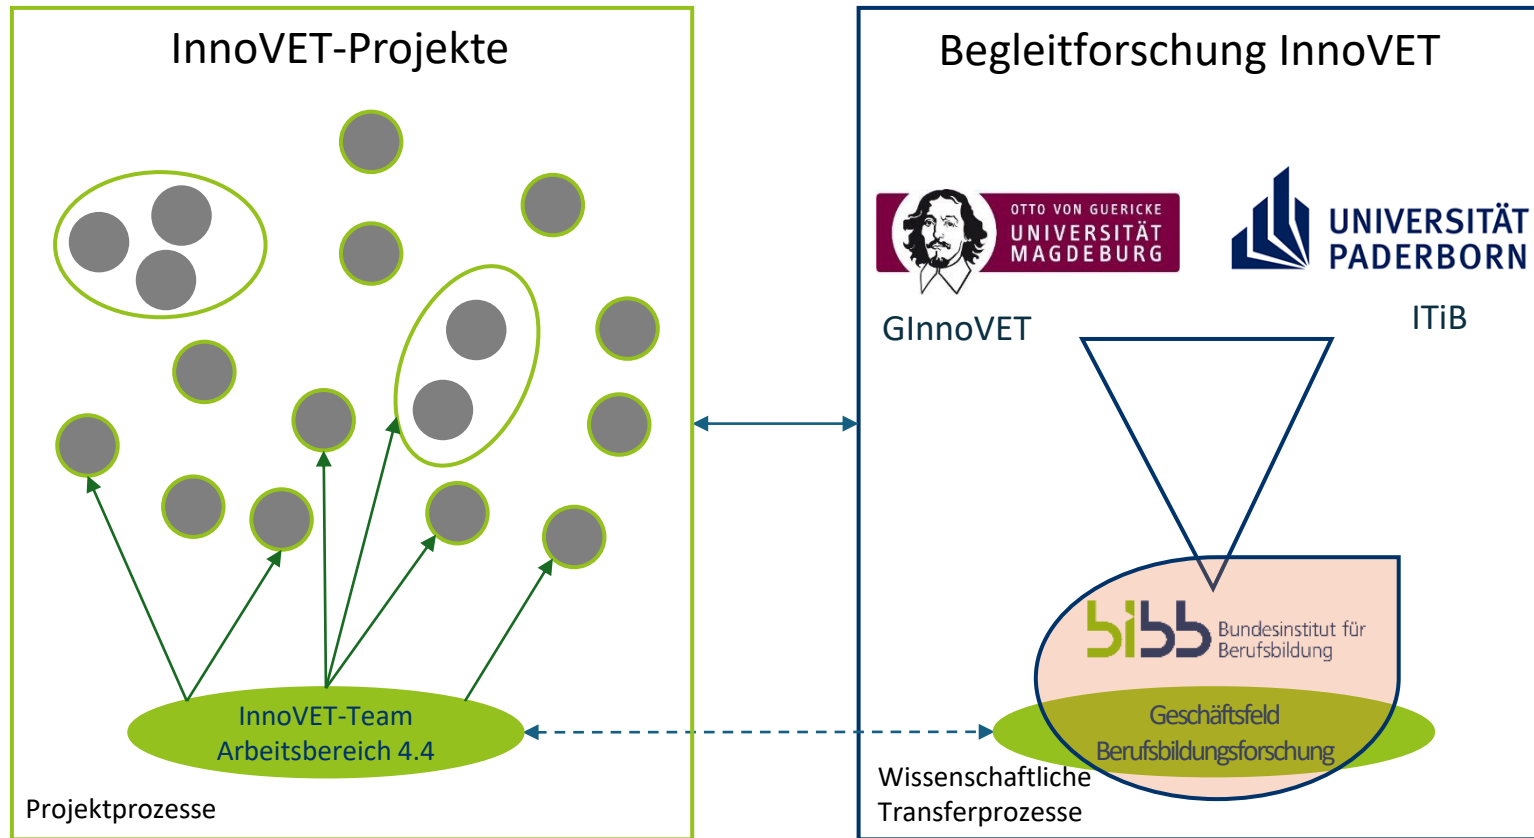 InnoVET-Projekte
InnoVET-Team
Arbeitsbereich 4.4
Projektprozesse
Begleitforschung InnoVET
OTTO VON GUERICKE
UNIVERSITÄT
MAGDEBURG
GInnoVET
UNIVERSITÄT
PADERBORN
ITiB
bibb
Bundesinstitut für
Berufsbildung
Geschäftsfeld
Berufsbildungsforschung
Wissenschaftliche
Transferprozesse